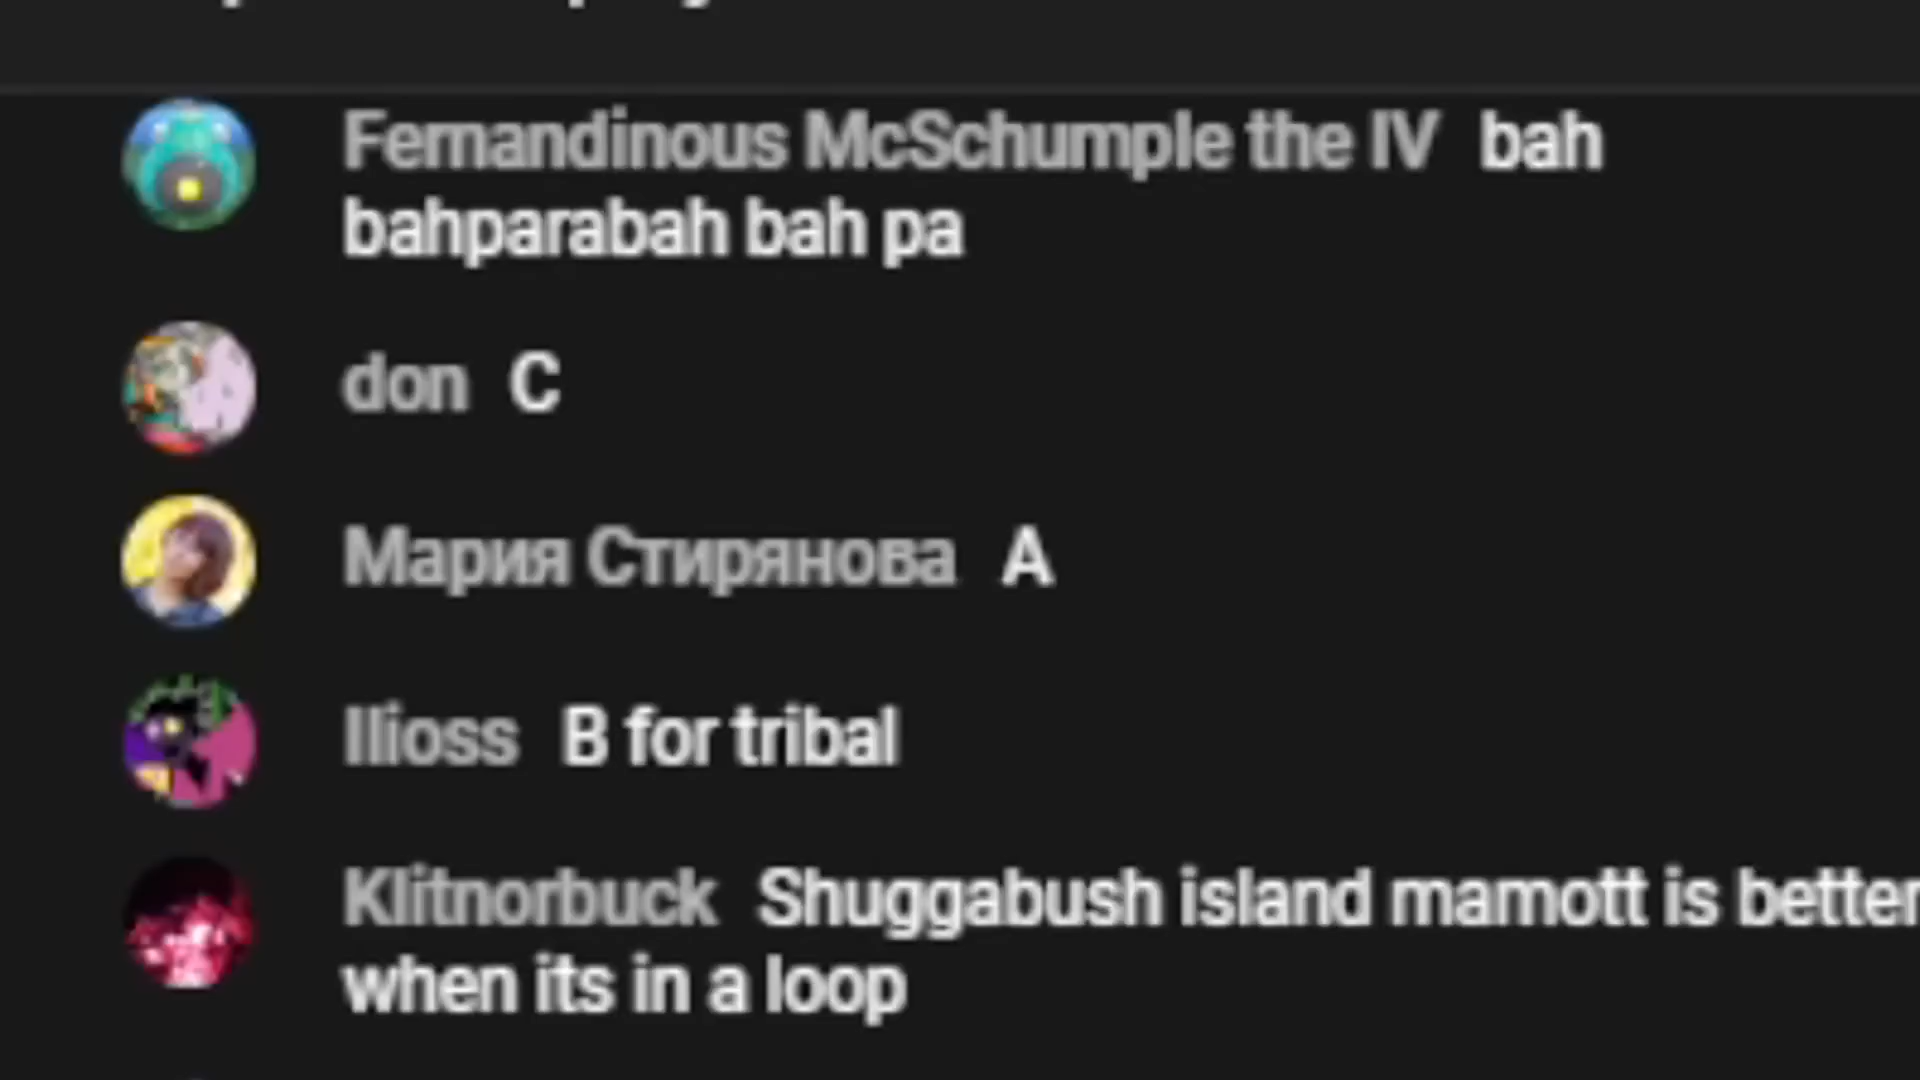 Fernandinous McSchumple the IV bah
bahparabah bah pa
don C
Мария Стирянова A
Ilioss B for tribal
Klitnorbuck Shuggabush island mamott is better
when its in a loop